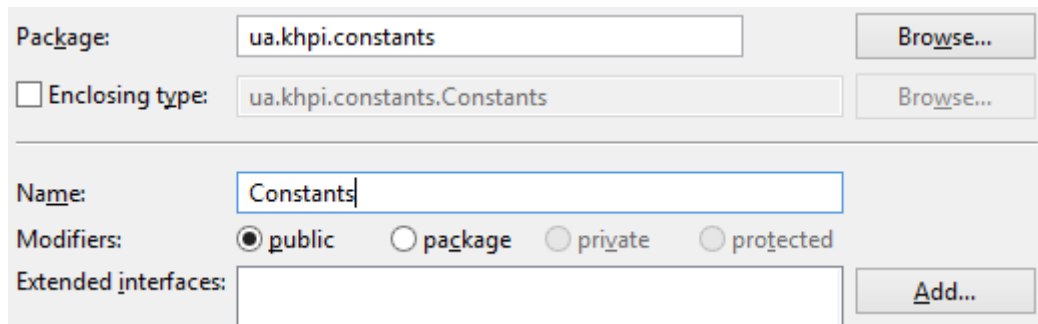 Package: ua.khpi.constants Browse...
Enclosing type: ua.khpi.constants.Constants Browse...
Name: Constants
Modifiers: public package private protected
Extended interfaces: Add...